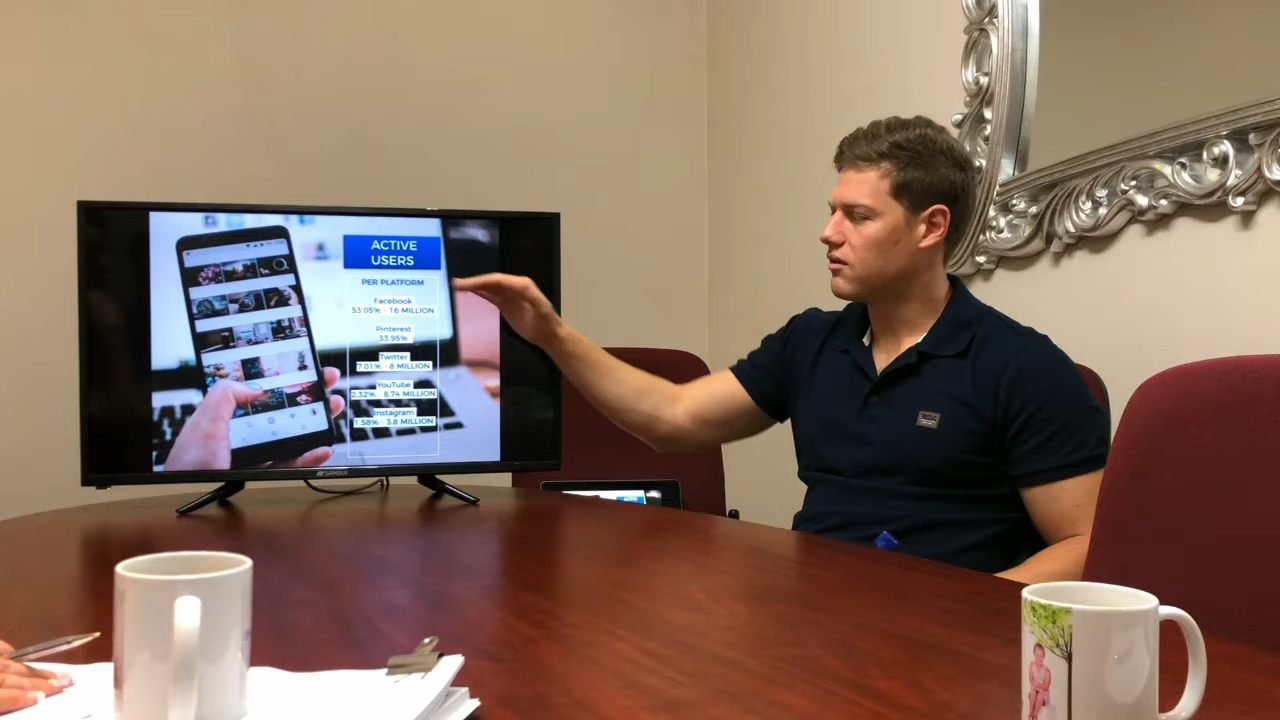 ACTIVE
USERS
PER PLATFORM
Facebook
53.05% - 16 MILLION
Pinterest
33.95%
Twitter
7.01% - 8 MILLION
YouTube
2.32% - 8.74 MILLION
Instagram
1.58% - 3.8 MILLION